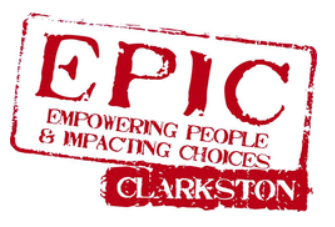 EPIC
EMPOWERING PEOPLE
& IMPACTING CHOICES
CLARKSTON